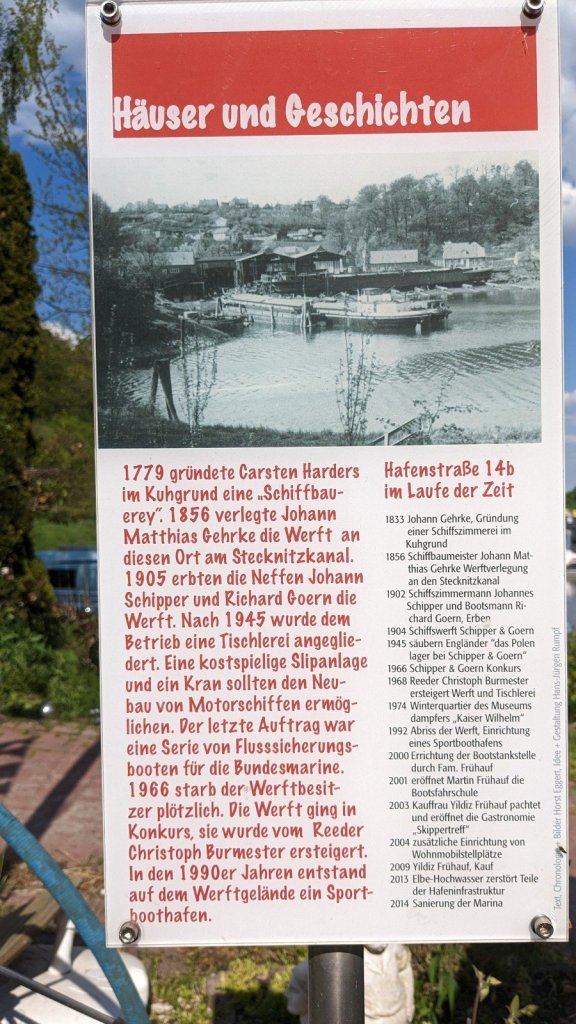 Häuser und Geschichten
1779 gründete Carsten Harders
im Kuhgrund eine „Schiffbau-
erey“. 1856 verlegte Johann
Matthias Gehrke die Werft an
diesen Ort am Stecknitzkanal.
1905 erbten die Neffen Johann
Schipper und Richard Goern die
Werft. Nach 1945 wurde dem
Betrieb eine Tischlerei angeglie-
dert. Eine kostspielige Slipanlage
und ein Kran sollten den Neu-
bau von Motorschiffen ermög-
lichen. Der letzte Auftrag war
eine Serie von Flusssicherungs-
booten für die Bundesmarine.
1966 starb der Werftbesit-
zer plötzlich. Die Werft ging in
Konkurs, sie wurde vom Reeder
Christoph Burmester ersteigert.
In den 1990er Jahren entstand
auf dem Werftgelände ein Sport-
boothafen.
Hafenstraße 14b
im Laufe der Zeit
1833 Johann Gehrke, Gründung
einer Schiffszimmerei im
Kuhgrund
1856 Schiffbaumeister Johann Mat-
thias Gehrke Werftverlegung
an den Stecknitzkanal
1902 Schiffszimmermann Johannes
Schipper und Bootsmann Ri-
chard Goern, Erben
1904 Schiffswerft Schipper & Goern
1945 säubern Engländer "das Polen
lager bei Schipper & Goern"
1966 Schipper & Goern Konkurs
1968 Reeder Christoph Burmester
ersteigert Werft und Tischlerei
1974 Winterquartier des Museums
dampfers „Kaiser Wilhelm“
1992 Abriss der Werft, Einrichtung
eines Sportboothafens
2000 Errichtung der Bootstankstelle
durch Fam. Frühauf
2001 eröffnet Martin Frühauf die
Bootsfahrschule
2003 Kauffrau Yildiz Frühauf pachtet
und eröffnet die Gastronomie
„Skippertreff“
2004 zusätzliche Einrichtung von
Wohnmobilstellplätze
2009 Yildiz Frühauf, Kauf
2013 Elbe-Hochwasser zerstört Teile
der Hafeninfrastruktur
2014 Sanierung der Marina
Text, Chronologie + Bilder Horst Eggert, Idee + Gestaltung Hans-Jürgen Rumpf